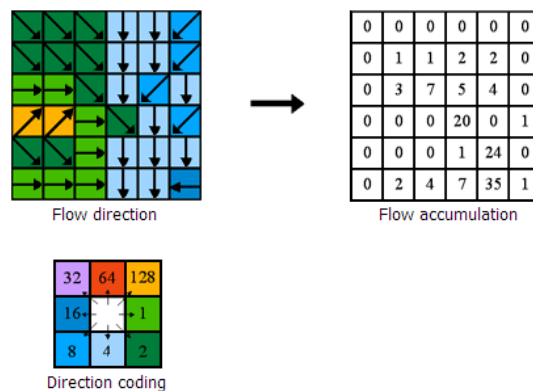 0 0 0 0 0 0
0 1 1 2 2 0
0 3 7 5 4 0
0 0 0 20 0 1
0 0 0 1 24 0
0 2 4 7 35 1
Flow direction
Flow accumulation
32 64 128
16 1
8 4 2
Direction coding